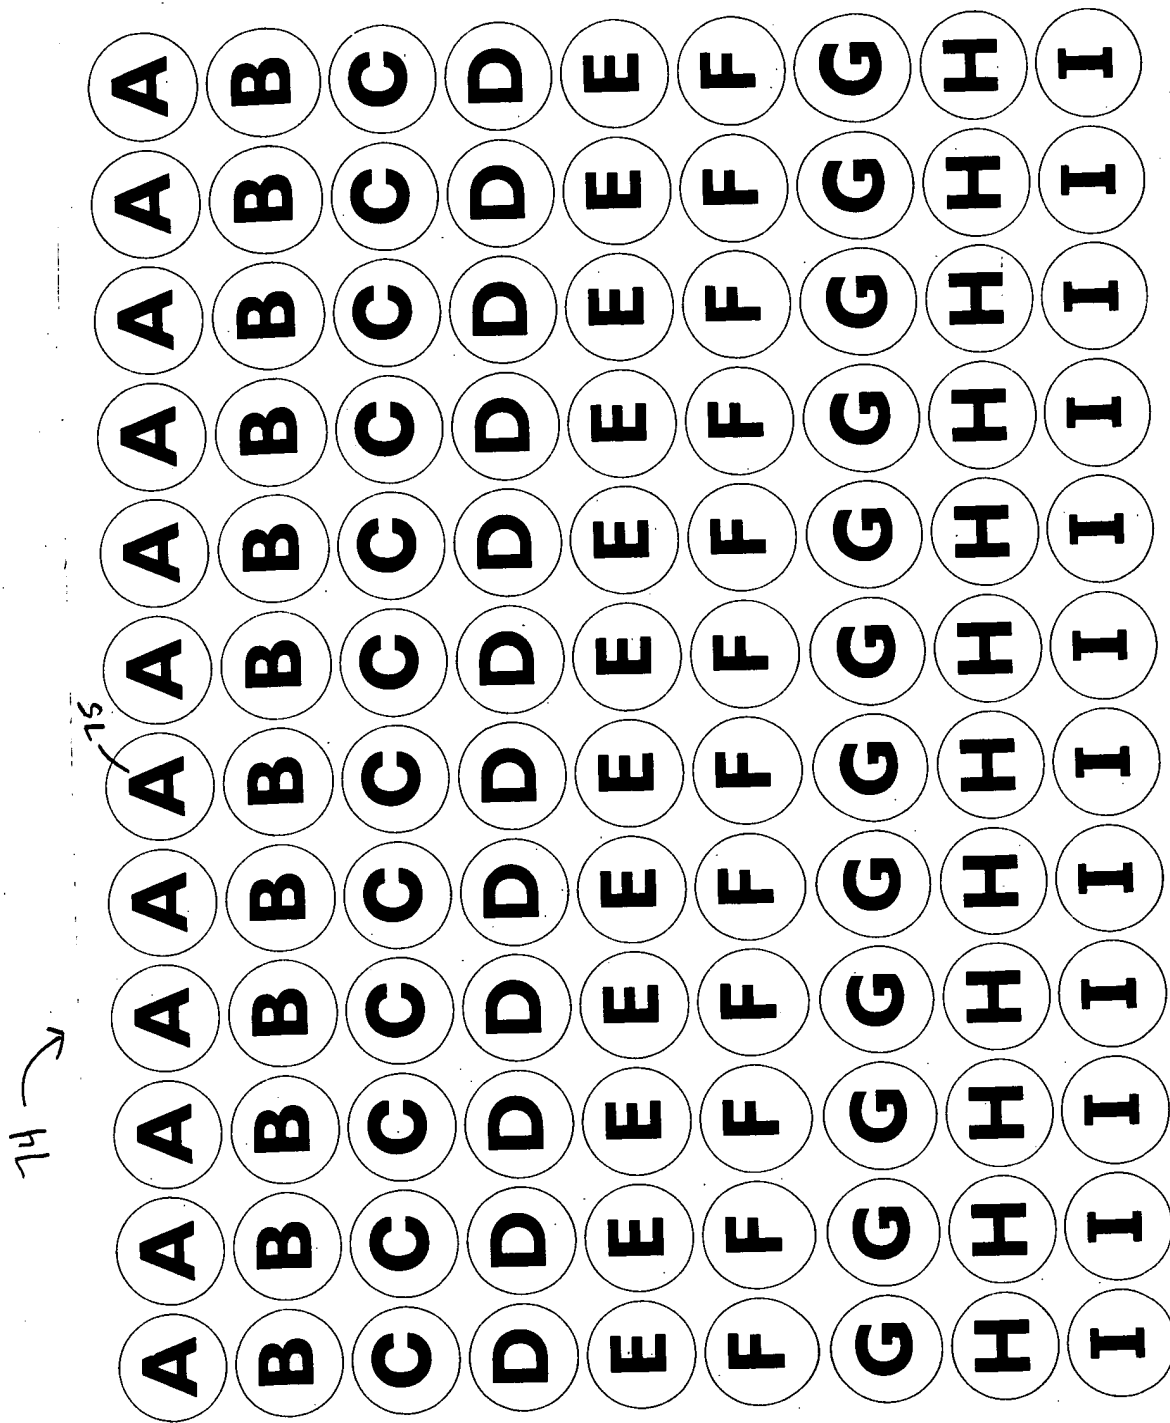 74
75
A A A A A A A A A A A A
B B B B B B B B B B B B
C C C C C C C C C C C C
D D D D D D D D D D D D
E E E E E E E E E E E E
F F F F F F F F F F F F
G G G G G G G G G G G G
H H H H H H H H H H H H
I I I I I I I I I I I I